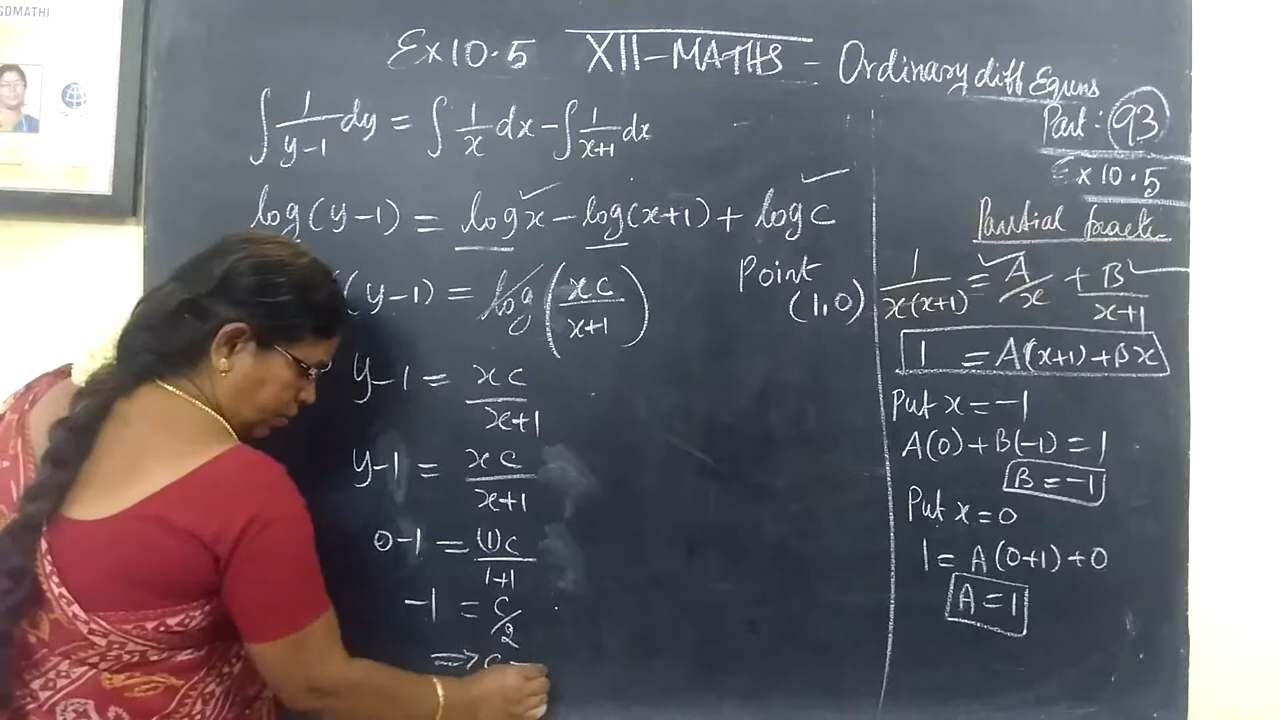 GOMATHI
Ex 10.5 XII-MATHS - Ordinary diff Equns
Part: 93
Ex 10.5
∫ 1/(y-1) dy = ∫ 1/x dx - ∫ 1/(x+1) dx
log(y-1) = log x - log(x+1) + log c
(y-1) = log (xc/(x+1))
Point
(1,0)
y-1 = xc/(x+1)
y-1 = xc/(x+1)
0-1 = (1)c/(1+1)
-1 = c/2
⇒ c =
Partial fracti
1/(x(x+1)) = A/x + B/(x+1)
1 = A(x+1)+Bx
Put x = -1
A(0)+B(-1) = 1
B = -1
Put x = 0
1 = A(0+1)+0
A = 1